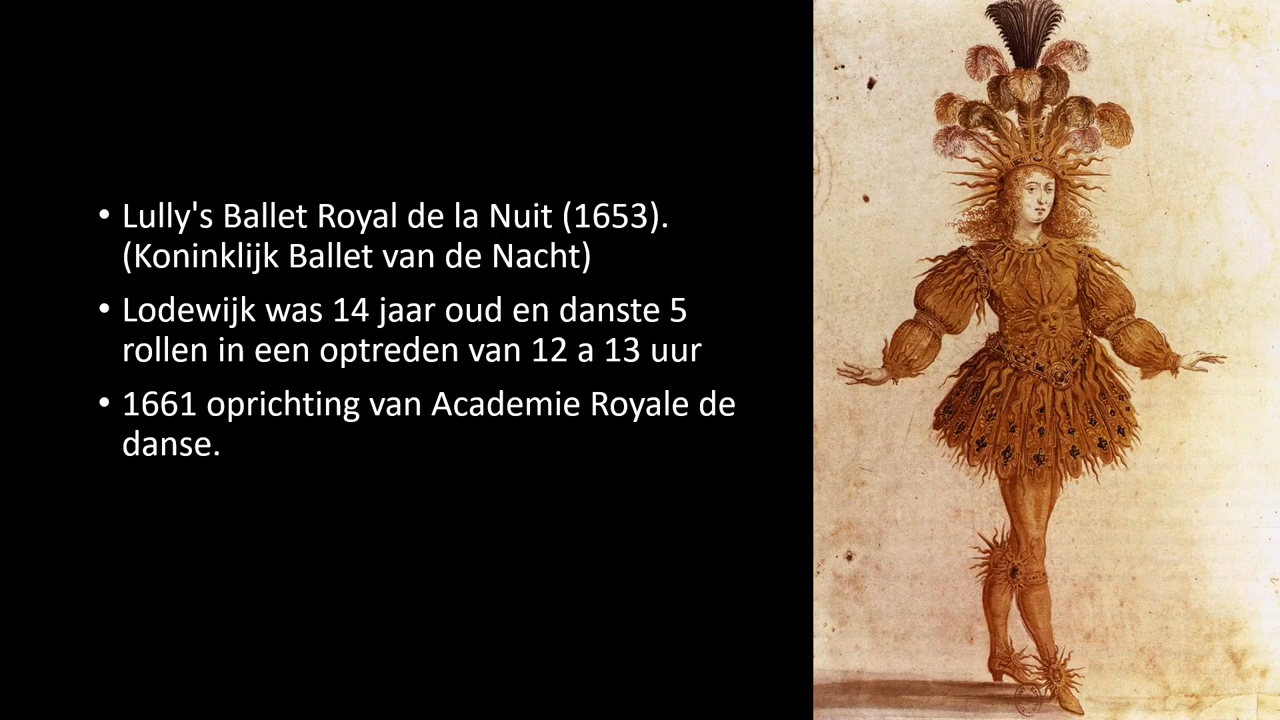 • Lully's Ballet Royal de la Nuit (1653).
(Koninklijk Ballet van de Nacht)
• Lodewijk was 14 jaar oud en danste 5
rollen in een optreden van 12 a 13 uur
• 1661 oprichting van Academie Royale de
danse.